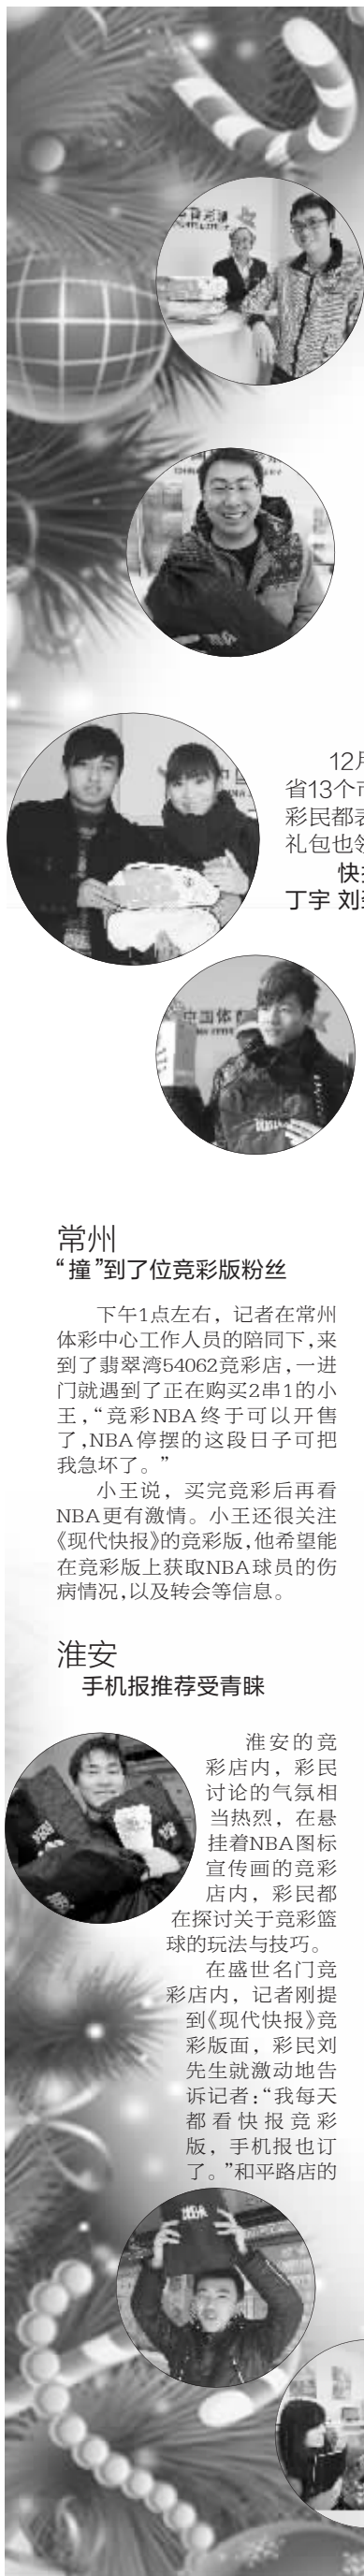 12月
省13个市
彩民都表
礼包也领
快报
丁宇 刘
中国体
常州
“撞”到了位竞彩版粉丝
下午1点左右，记者在常州
体彩中心工作人员的陪同下,来
到了翡翠湾54062竞彩店,一进
门就遇到了正在购买2串1的小
王,“竞彩NBA终于可以开售
了,NBA停摆的这段日子可把
我急坏了。”
小王说，买完竞彩后再看
NBA更有激情。小王还很关注
《现代快报》的竞彩版,他希望能
在竞彩版上获取NBA球员的伤
病情况,以及转会等信息。
淮安
手机报推荐受青睐
淮安的竞
彩店内，彩民
讨论的气氛相
当热烈，在悬
挂着NBA图标
宣传画的竞彩
店内，彩民都
在探讨关于竞彩篮
球的玩法与技巧。
在盛世名门竞
彩店内，记者刚提
到《现代快报》竞
彩版面，彩民刘
先生就激动地告
诉记者:“我每天
都看快报竞彩
版，手机报也订
了。”和平路店的